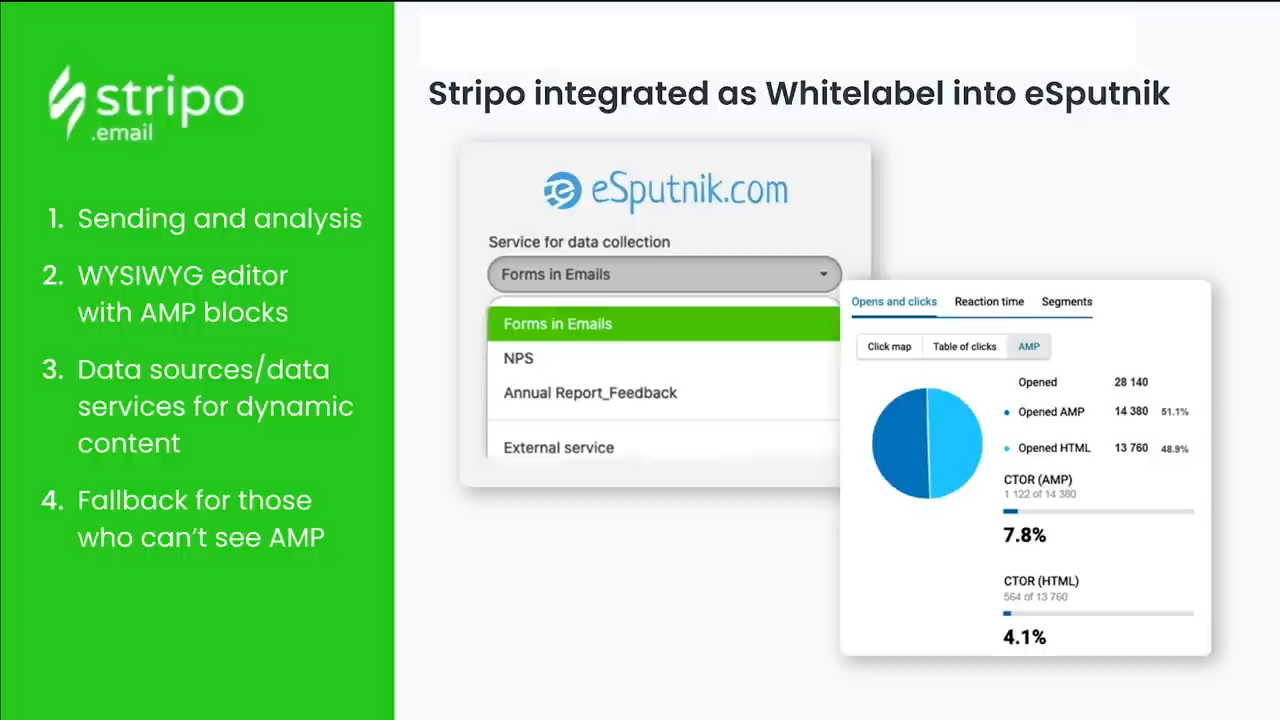 stripo
.email
1. Sending and analysis
2. WYSIWYG editor
with AMP blocks
3. Data sources/data
services for dynamic
content
4. Fallback for those
who can’t see AMP
Stripo integrated as Whitelabel into eSputnik
eSputnik.com
Service for data collection
Forms in Emails
Forms in Emails
NPS
Annual Report_Feedback
External service
Opens and clicks Reaction time Segments
Click map Table of clicks AMP
Opened 28 140
Opened AMP 14 380 51.1%
Opened HTML 13 760 48.9%
CTOR (AMP)
1 122 of 14 380
7.8%
CTOR (HTML)
564 of 13 760
4.1%